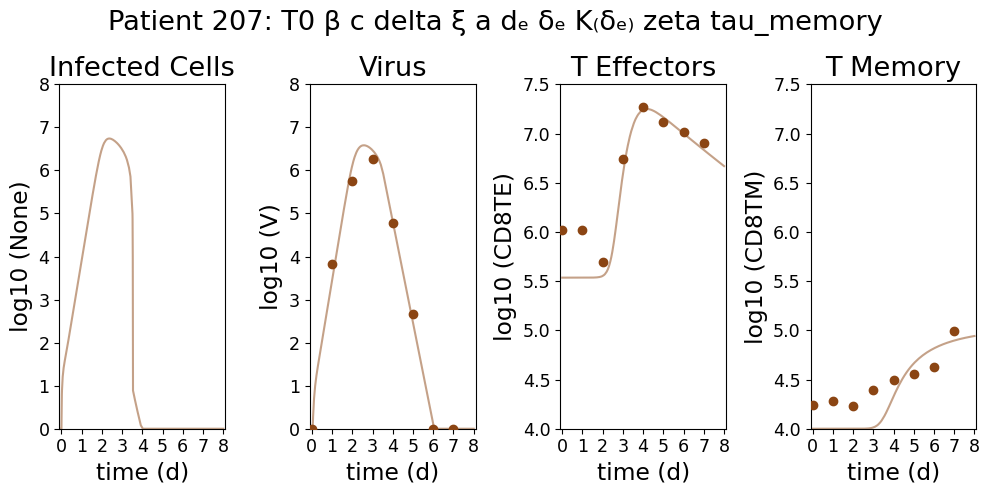 Patient 207: T0 β c delta ξ a dₑ δₑ K₍δₑ₎ zeta tau_memory
Infected Cells
Virus
T Effectors
T Memory
log10 (None)
8
7
6
5
4
3
2
1
0
0 1 2 3 4 5 6 7 8
time (d)
log10 (V)
8
7
6
5
4
3
2
1
0
0 1 2 3 4 5 6 7 8
time (d)
log10 (CD8TE)
7.5
7.0
6.5
6.0
5.5
5.0
4.5
4.0
0 1 2 3 4 5 6 7 8
time (d)
log10 (CD8TM)
7.5
7.0
6.5
6.0
5.5
5.0
4.5
4.0
0 1 2 3 4 5 6 7 8
time (d)